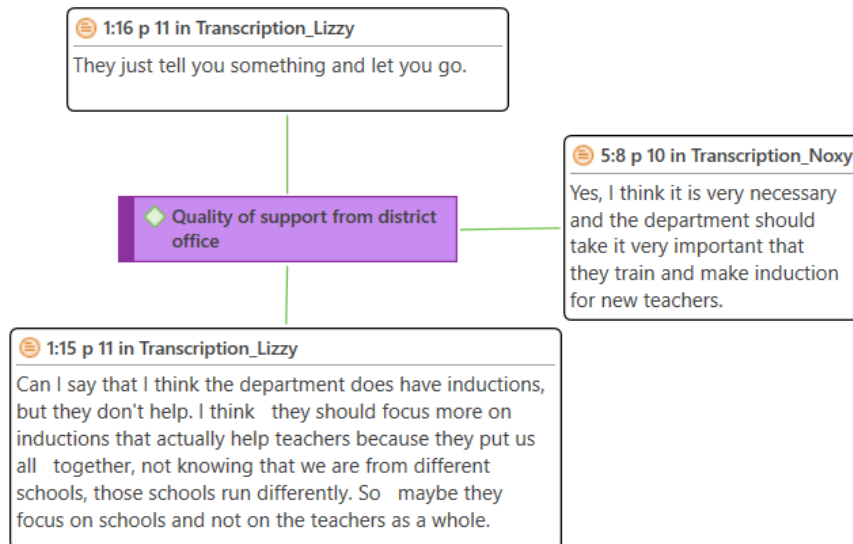 1:16 p 11 in Transcription_Lizzy
They just tell you something and let you go.
5:8 p 10 in Transcription_Noxy
Yes, I think it is very necessary
and the department should
take it very important that
they train and make induction
for new teachers.
Quality of support from district
office
1:15 p 11 in Transcription_Lizzy
Can I say that I think the department does have inductions,
but they don't help. I think   they should focus more on
inductions that actually help teachers because they put us
all   together, not knowing that we are from different
schools, those schools run differently. So   maybe they
focus on schools and not on the teachers as a whole.